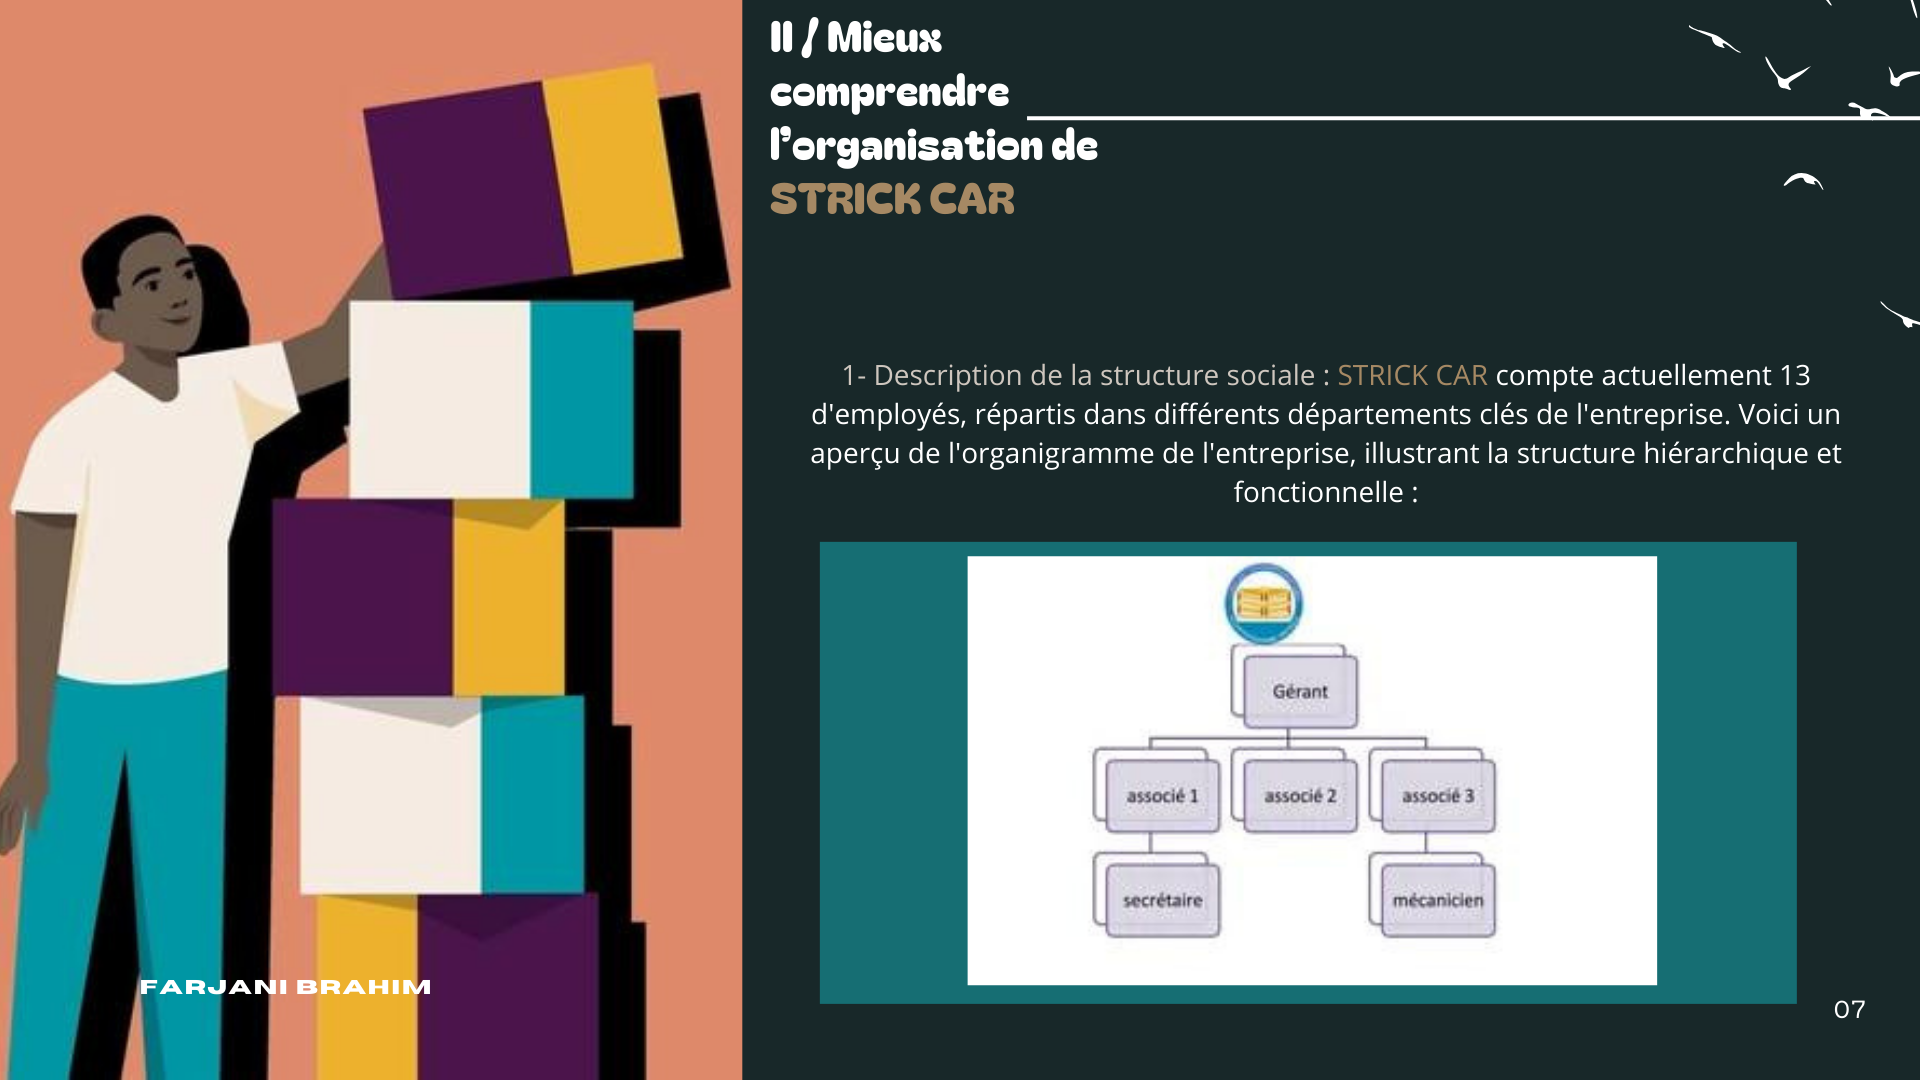 II / Mieux
comprendre
l'organisation de
STRICK CAR
1- Description de la structure sociale : STRICK CAR compte actuellement 13
d'employés, répartis dans différents départements clés de l'entreprise. Voici un
aperçu de l'organigramme de l'entreprise, illustrant la structure hiérarchique et
fonctionnelle :
Gérant
associé 1
associé 2
associé 3
secrétaire
mécanicien
FARJANI BRAHIM
07